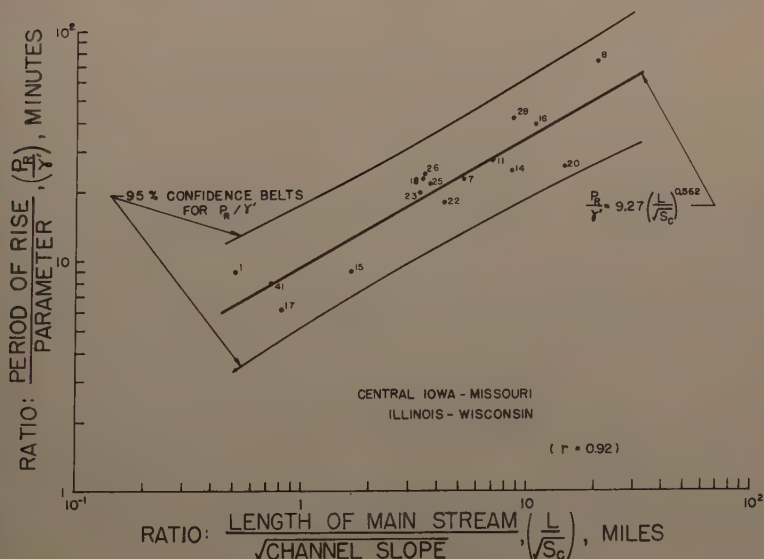 RATIO: PERIOD OF RISE / PARAMETER, (P_R/γ'), MINUTES
10²
10
1
10⁻¹
1
10
10²
95 % CONFIDENCE BELTS
FOR P_R/γ'
8
28
16
26
18
25
7
11
14
20
23
22
1
41
15
17
P_R/γ' = 9.27 (L/√S_C)^0.562
CENTRAL IOWA - MISSOURI
ILLINOIS - WISCONSIN
( r = 0.92)
RATIO: LENGTH OF MAIN STREAM / √CHANNEL SLOPE, (L/√S_C), MILES